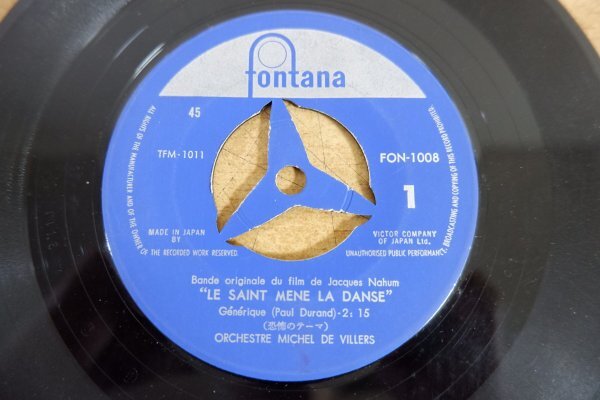 fontana
45
TFM-1011
FON-1008
1
ALL RIGHTS OF THE MANUFACTURER AND OF THE OWNER OF THE RECORDED WORK RESERVED.
UNAUTHORISED PUBLIC PERFORMANCE, BROADCASTING AND COPYING OF THIS RECORD PROHIBITED.
MADE IN JAPAN
BY
VICTOR COMPANY
OF JAPAN Ltd.
Bande originale du film de Jacques Nahum
"LE SAINT MENE LA DANSE"
Générique (Paul Durand)-2: 15
(恐怖のテーマ)
ORCHESTRE MICHEL DE VILLERS